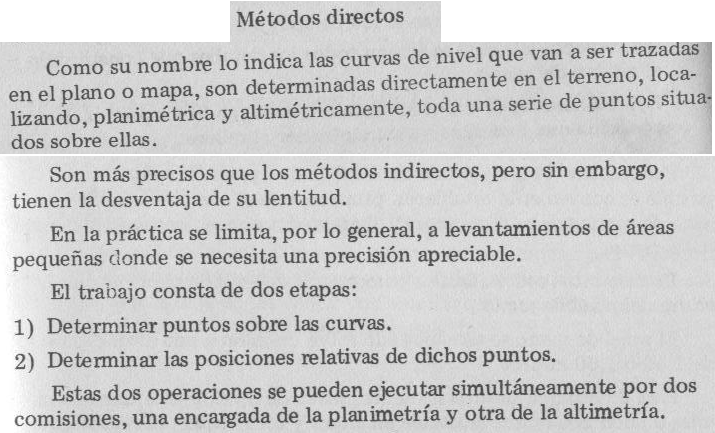 Métodos directos
Como su nombre lo indica las curvas de nivel que van a ser trazadas
en el plano o mapa, son determinadas directamente en el terreno, loca-
lizando, planimétrica y altimétricamente, toda una serie de puntos situa-
dos sobre ellas.
Son más precisos que los métodos indirectos, pero sin embargo,
tienen la desventaja de su lentitud.
En la práctica se limita, por lo general, a levantamientos de áreas
pequeñas donde se necesita una precisión apreciable.
El trabajo consta de dos etapas:
1) Determinar puntos sobre las curvas.
2) Determinar las posiciones relativas de dichos puntos.
Estas dos operaciones se pueden ejecutar simultáneamente por dos
comisiones, una encargada de la planimetría y otra de la altimetría.